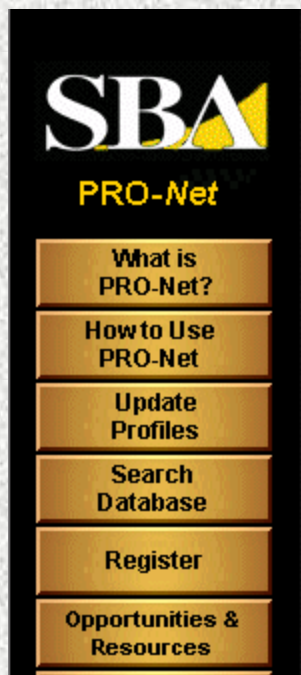 SBA
PRO-Net
What is
PRO-Net?
How to Use
PRO-Net
Update
Profiles
Search
Database
Register
Opportunities &
Resources